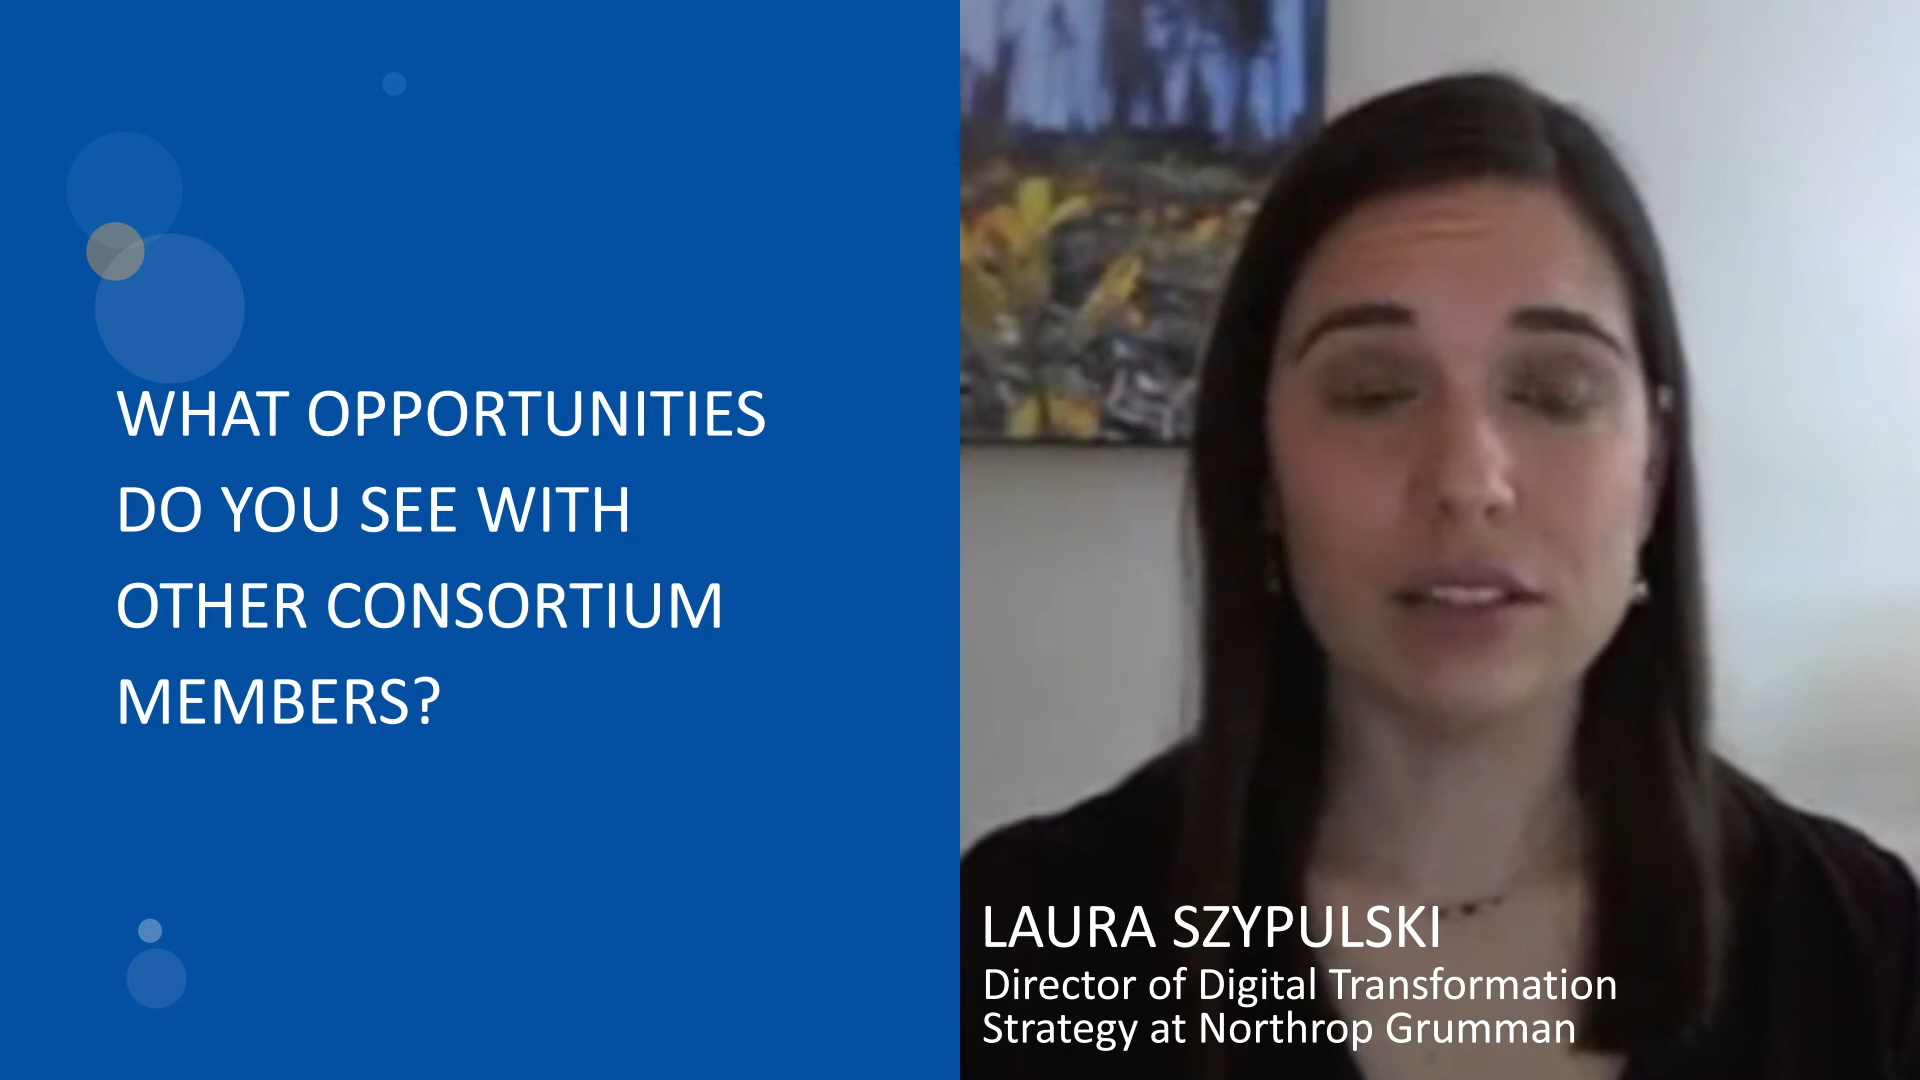 WHAT OPPORTUNITIES
DO YOU SEE WITH
OTHER CONSORTIUM
MEMBERS?
LAURA SZYPULSKI
Director of Digital Transformation
Strategy at Northrop Grumman